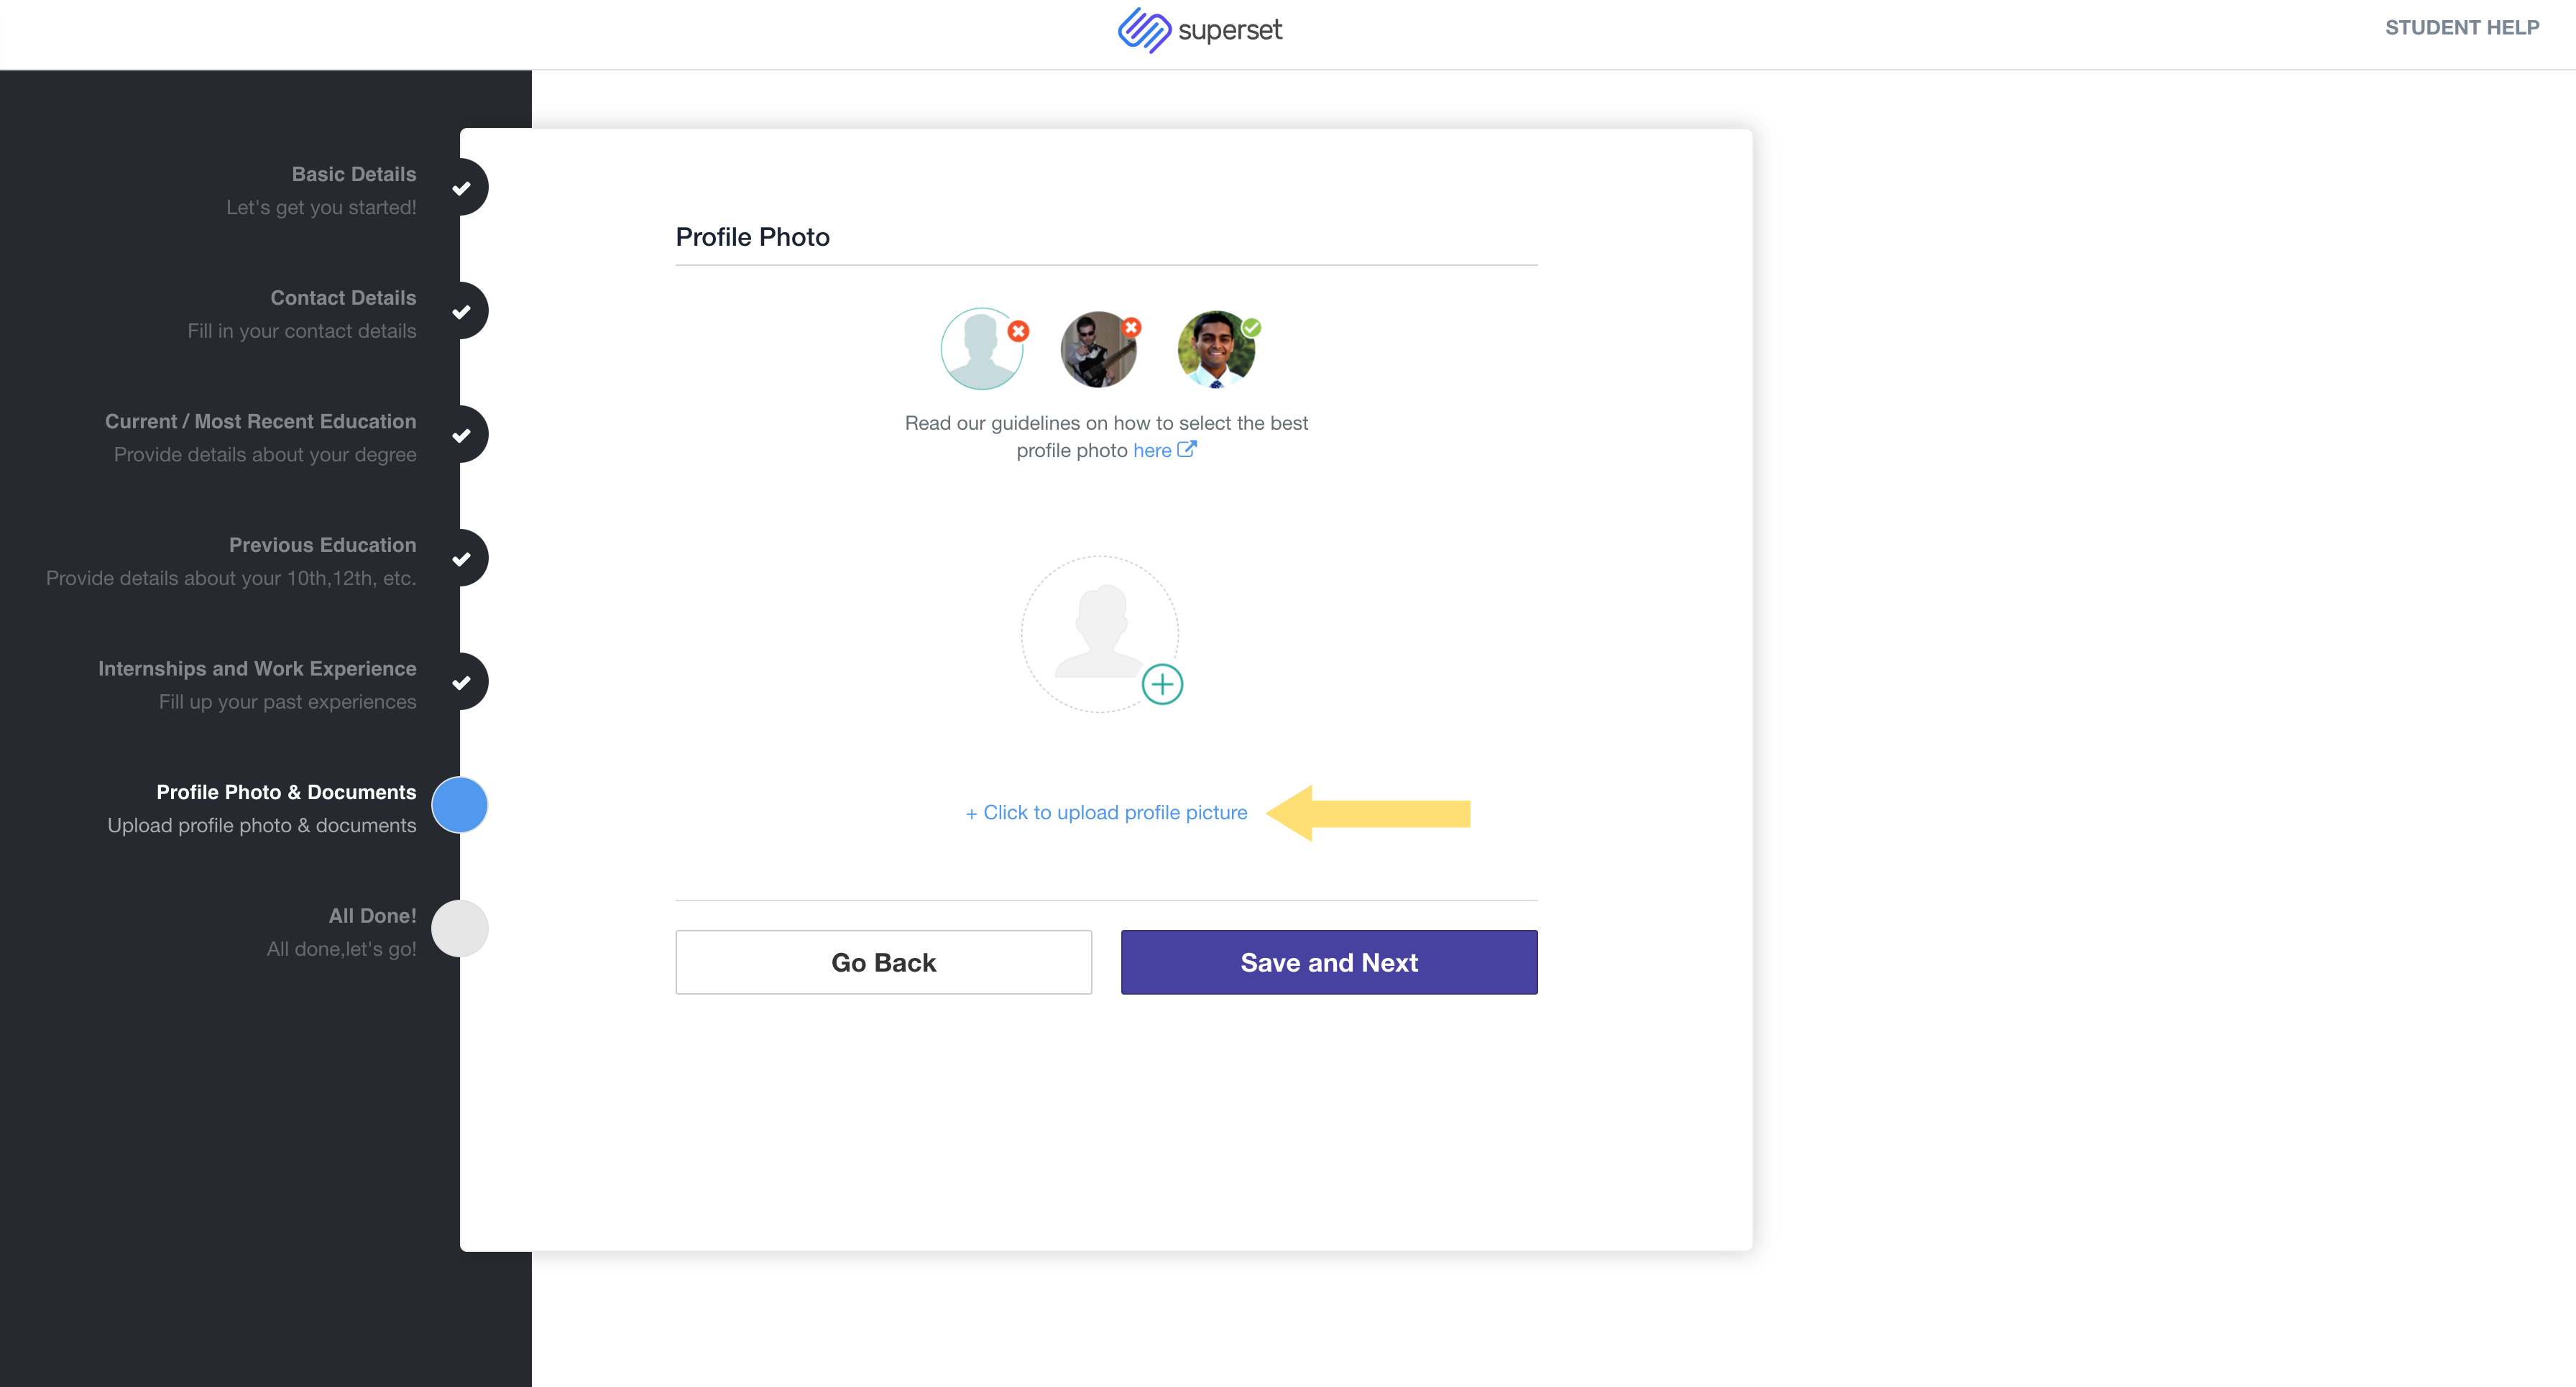 superset
STUDENT HELP
Basic Details
Let's get you started!
Contact Details
Fill in your contact details
Current / Most Recent Education
Provide details about your degree
Previous Education
Provide details about your 10th,12th, etc.
Internships and Work Experience
Fill up your past experiences
Profile Photo & Documents
Upload profile photo & documents
All Done!
All done,let's go!
Profile Photo
Read our guidelines on how to select the best
profile photo here
+ Click to upload profile picture
Go Back
Save and Next